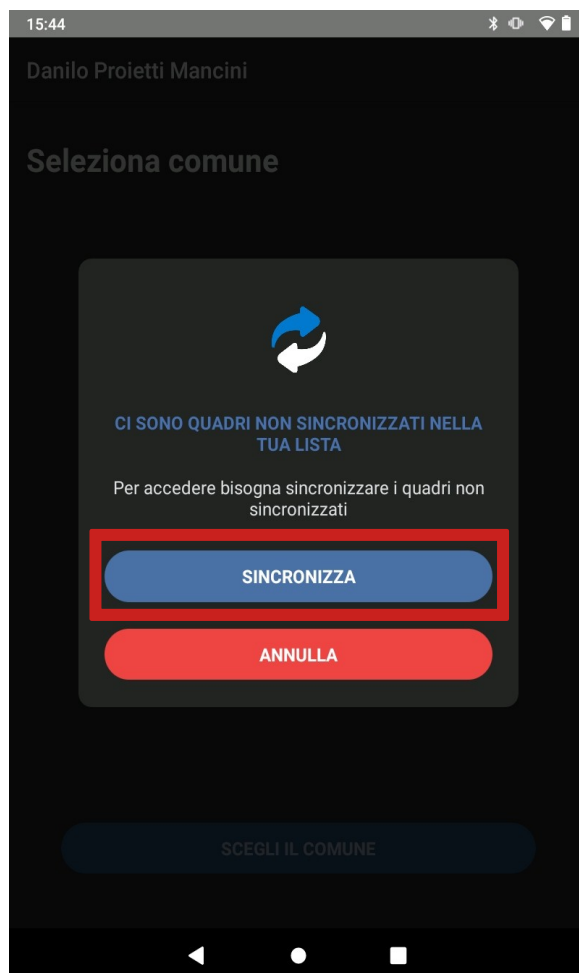 15:44
Danilo Proietti Mancini
Seleziona comune
CI SONO QUADRI NON SINCRONIZZATI NELLA
TUA LISTA
Per accedere bisogna sincronizzare i quadri non
sincronizzati
SINCRONIZZA
ANNULLA
SCEGLI IL COMUNE